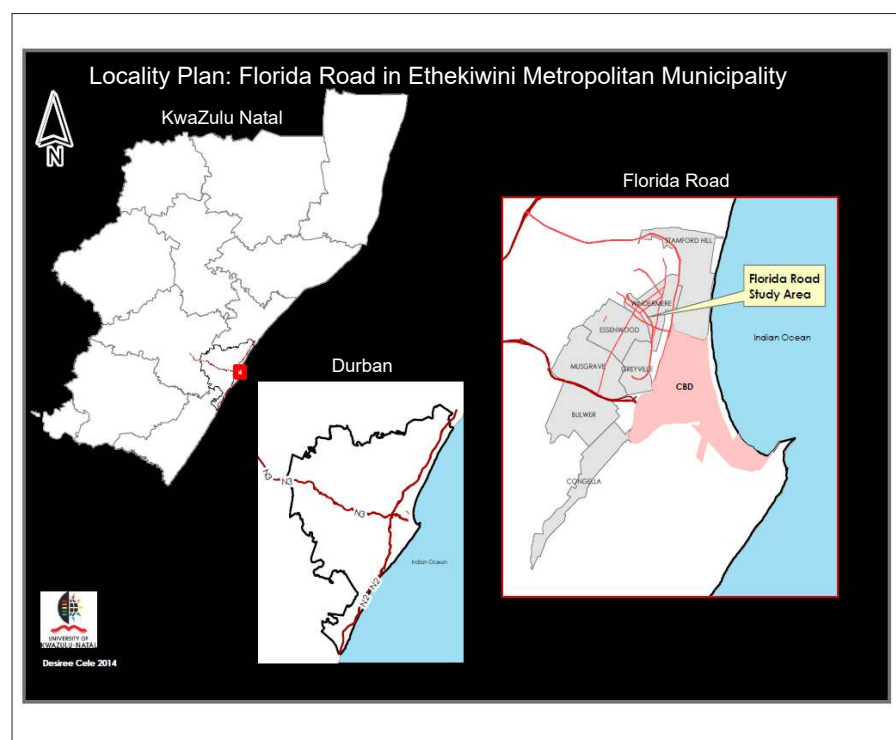 Locality Plan: Florida Road in Ethekiwini Metropolitan Municipality
KwaZulu Natal
N
Florida Road
STAMFORD HILL
Florida Road
Study Area
WINDERMERE
ESSENWOOD
Indian Ocean
MUSGRAVE
GREYVILLE
CBD
BULWER
CONGELLA
Durban
N3
N3
N3
Indian Ocean
N2
N2
UNIVERSITY OF
KWAZULU-NATAL
Desiree Cele 2014